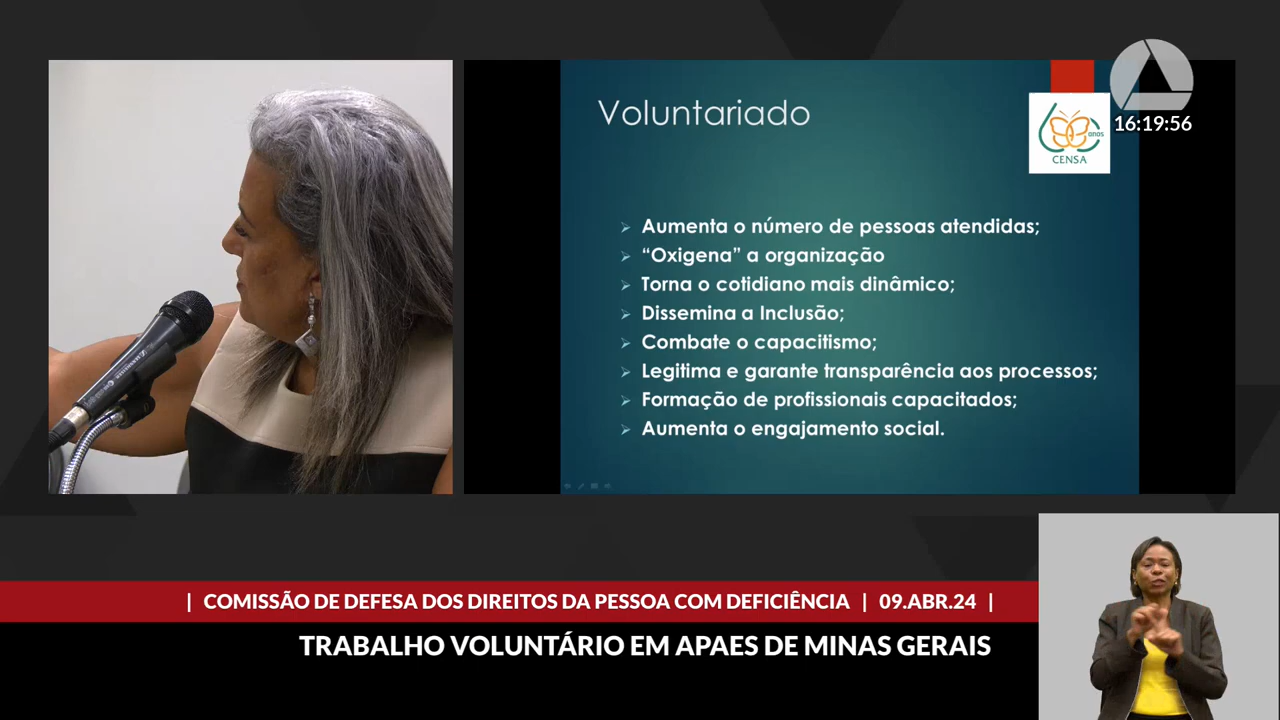 Voluntariado
16:19:56
60 anos
CENSA
Aumenta o número de pessoas atendidas;
“Oxigena” a organização
Torna o cotidiano mais dinâmico;
Dissemina a Inclusão;
Combate o capacitismo;
Legitima e garante transparência aos processos;
Formação de profissionais capacitados;
Aumenta o engajamento social.
| COMISSÃO DE DEFESA DOS DIREITOS DA PESSOA COM DEFICIÊNCIA | 09.ABR.24 |
TRABALHO VOLUNTÁRIO EM APAES DE MINAS GERAIS